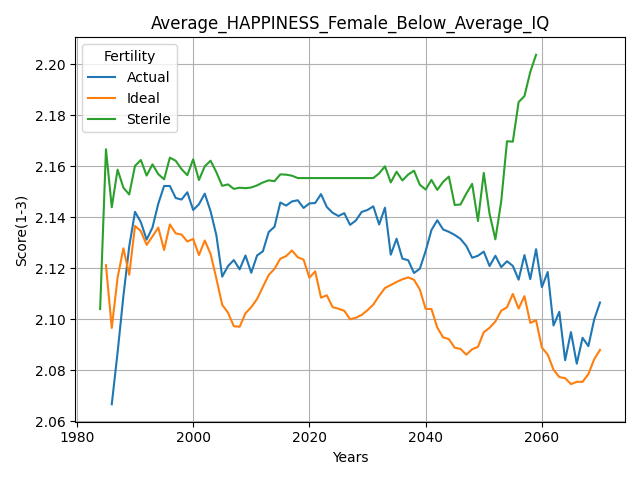 Average_HAPPINESS_Female_Below_Average_IQ
Fertility
Actual
Ideal
Sterile
2.20
2.18
2.16
2.14
2.12
2.10
2.08
2.06
Score(1-3)
1980
2000
2020
2040
2060
Years